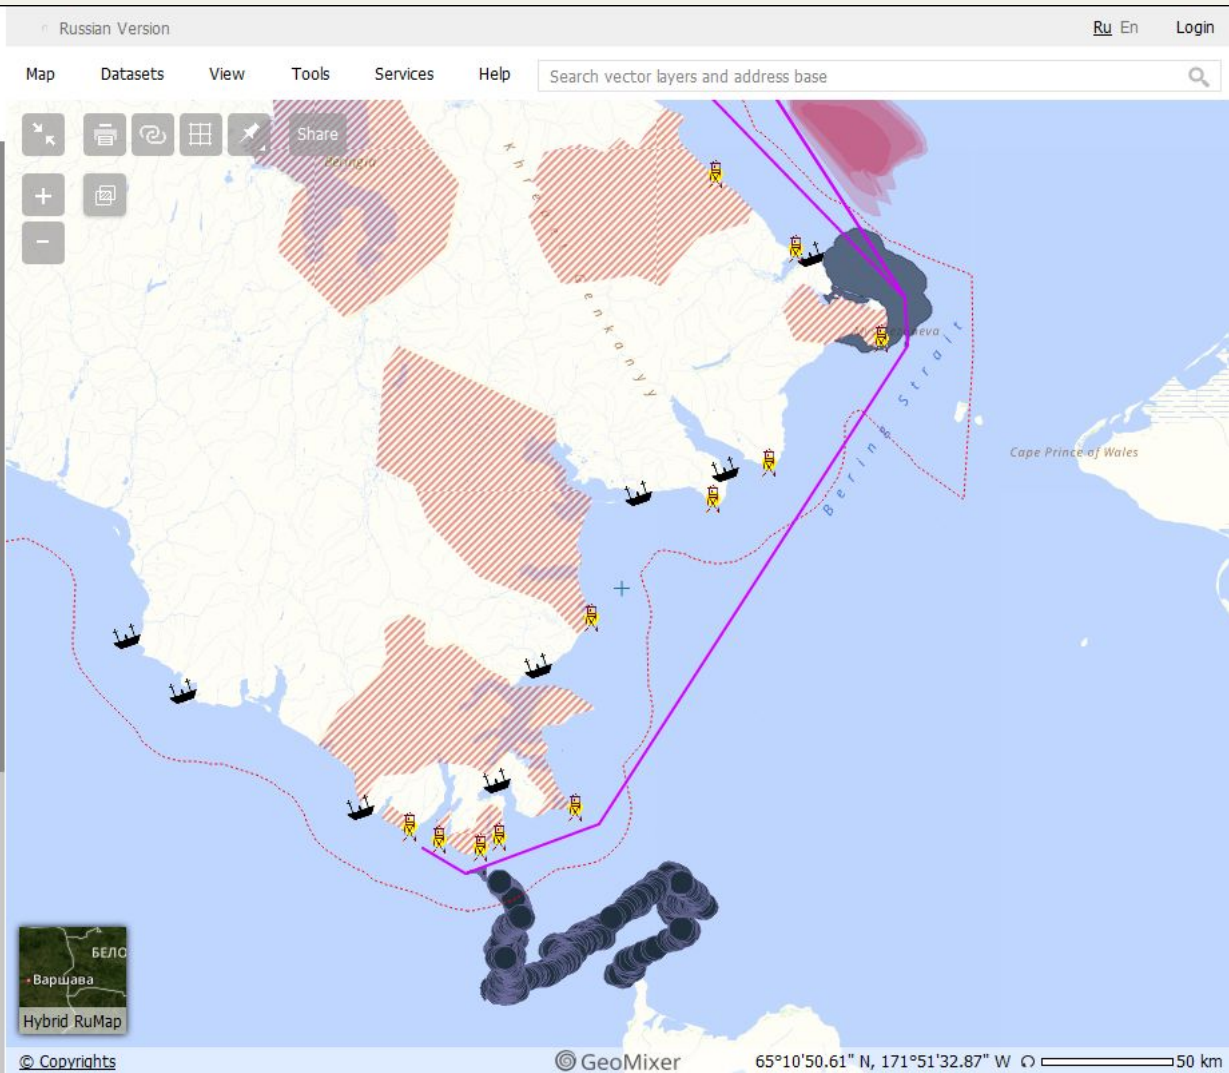 Russian Version
Ru En Login
Map Datasets View Tools Services Help Search vector layers and address base
Share
Beringia
Cape Prince of Wales
Bering Strait
БЕЛО
Варшава
Hybrid RuMap
© Copyrights
GeoMixer
65°10'50.61" N, 171°51'32.87" W
50 km